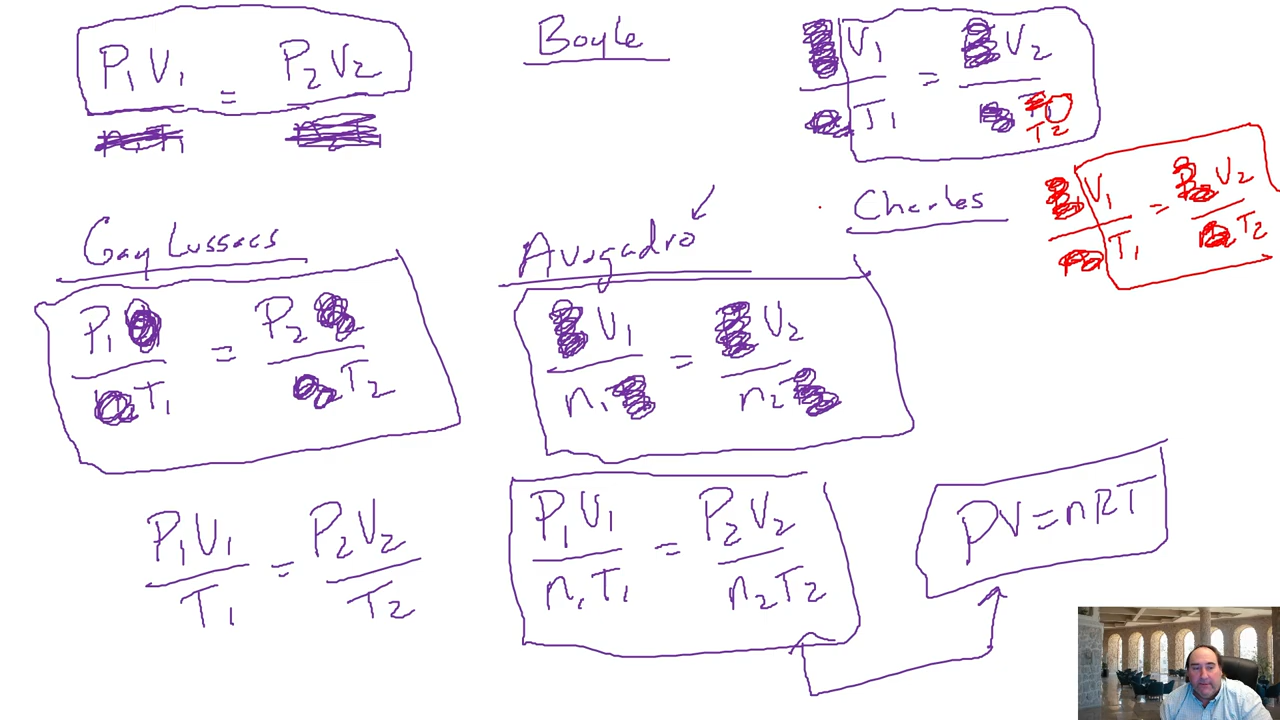 P₁V₁ = P₂V₂
Boyle
V₁ / T₁ = V₂ / T₂
Charles
V₁ / T₁ = V₂ / T₂
Gay Lussacs
P₁ / T₁ = P₂ / T₂
Avogadro
V₁ / n₁ = V₂ / n₂
P₁V₁ / T₁ = P₂V₂ / T₂
P₁V₁ / n₁T₁ = P₂V₂ / n₂T₂
PV=nRT